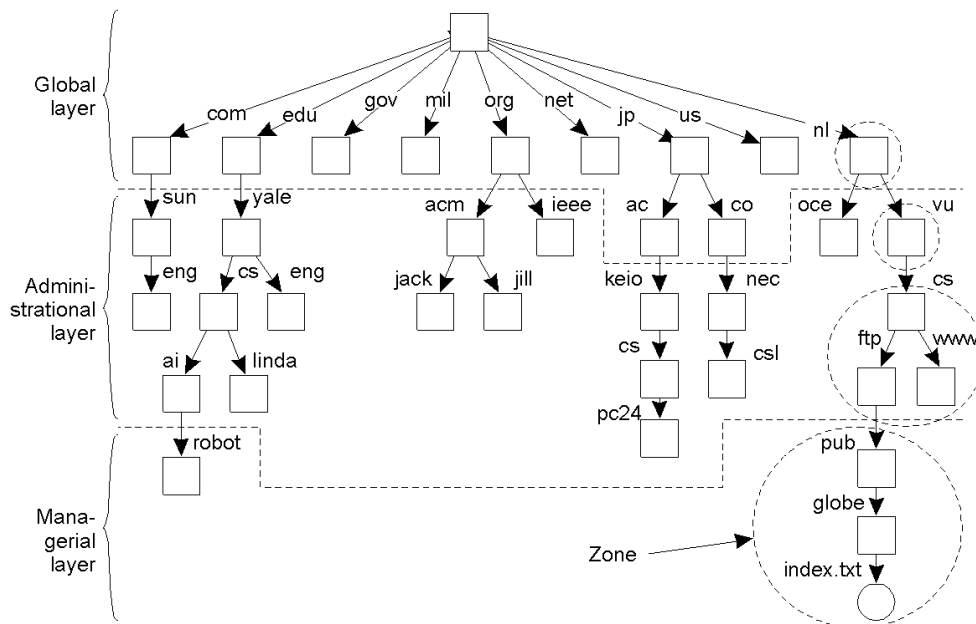 Global
layer
com
edu
gov
mil
org
net
jp
us
nl
sun
yale
acm
ieee
ac
co
oce
vu
Admini-
strational
layer
eng
cs
eng
jack
jill
keio
nec
cs
ai
linda
cs
csl
ftp
www
pc24
robot
pub
Mana-
gerial
layer
globe
Zone
index.txt